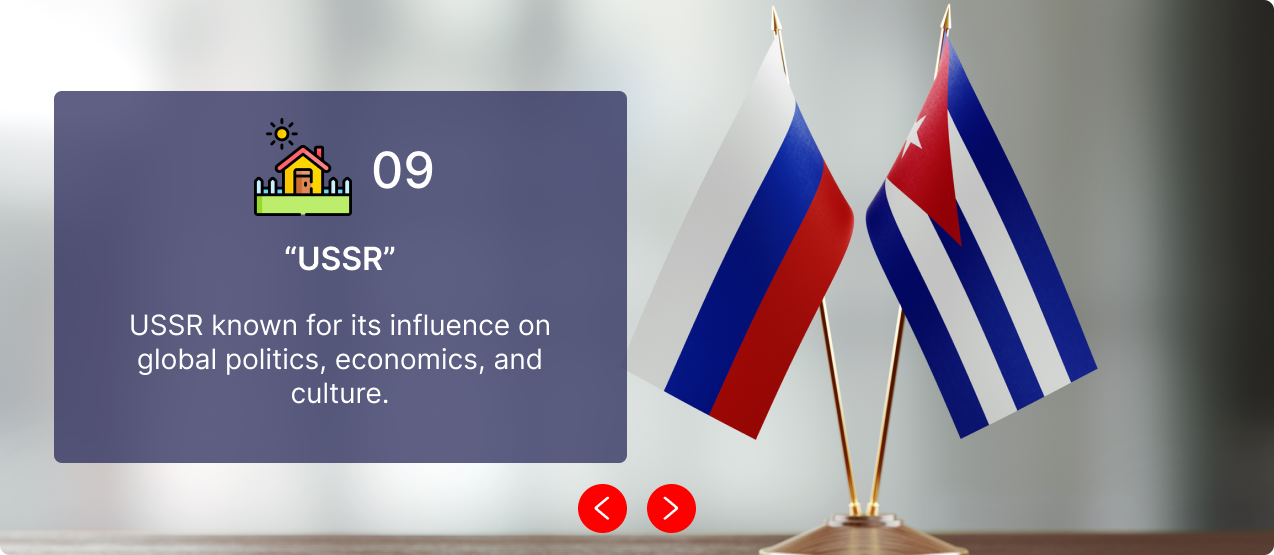 09
“USSR”
USSR known for its influence on
global politics, economics, and
culture.